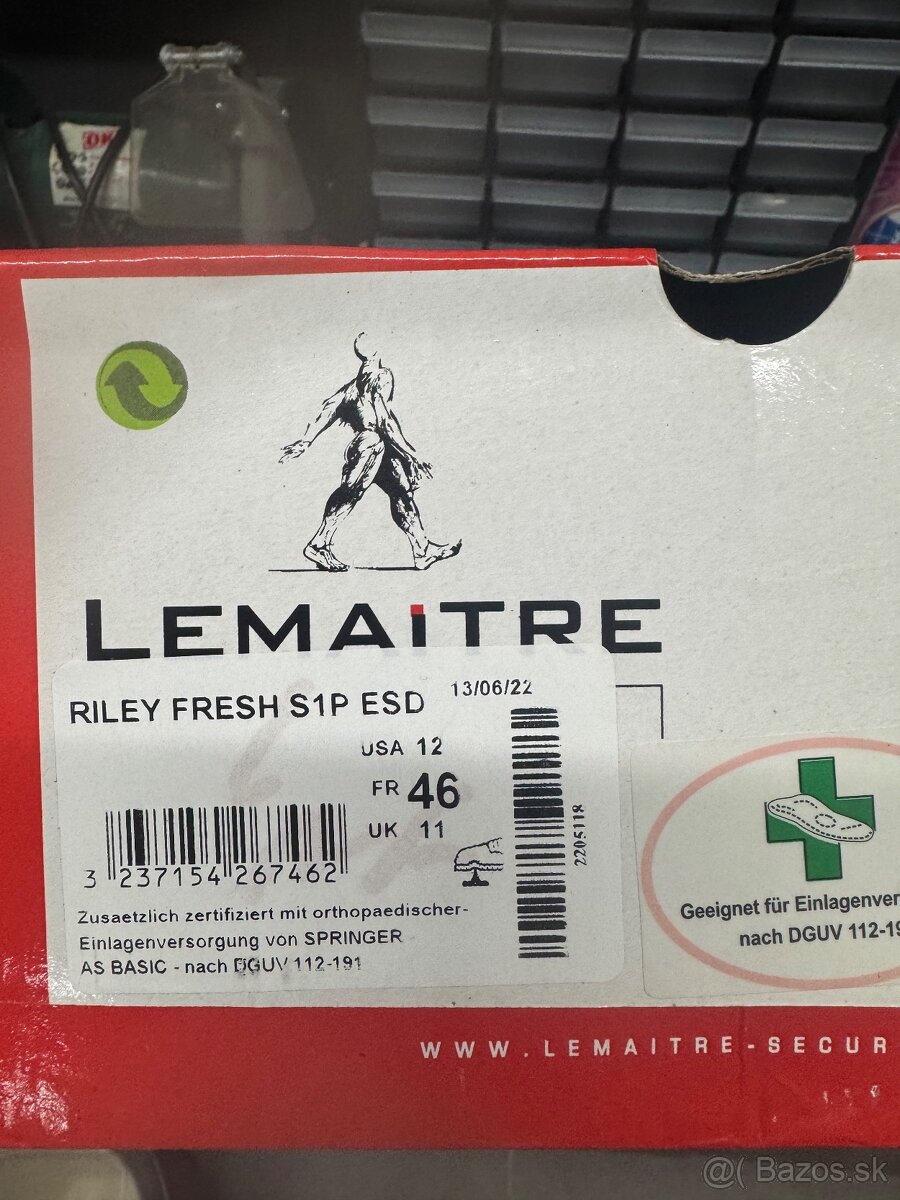 OK
LEMAiTRE
RILEY FRESH S1P ESD 13/06/22
USA 12
FR 46
UK 11
2205118
3 237154 267462
Zusaetzlich zertifiziert mit orthopaedischer-
Einlagenversorgung von SPRINGER
AS BASIC - nach DGUV 112-191
Geeignet für Einlagenver
nach DGUV 112-19
WWW.LEMAITRE-SECUR
@( Bazos.sk